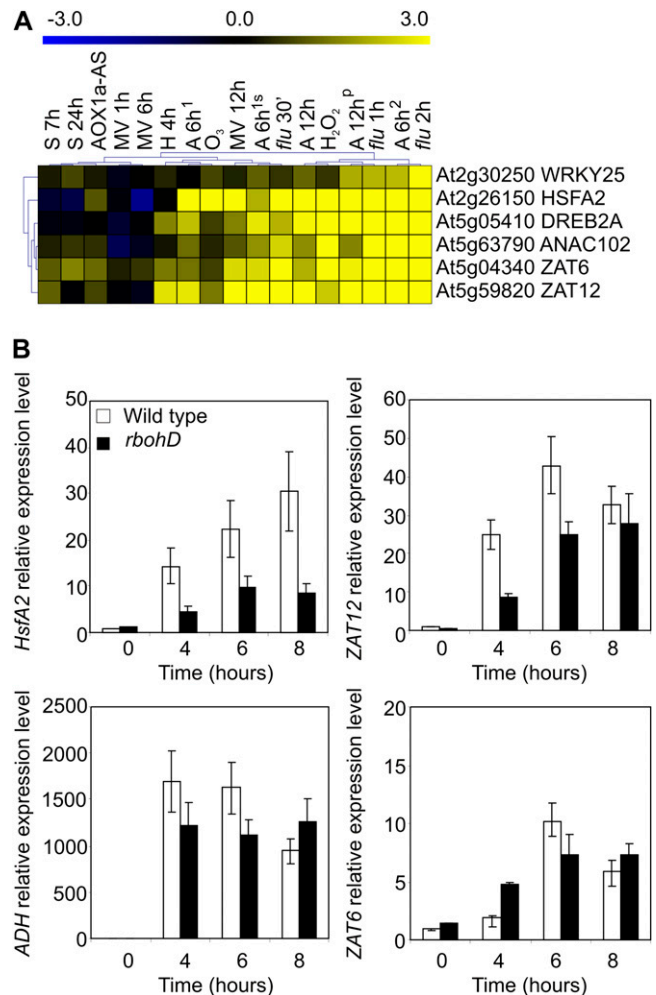 A
-3.0 0.0 3.0
S 7h
S 24h
AOX1a-AS
MV 1h
MV 6h
H 4h
A 6h¹
O₃
MV 12h
A 6h¹ˢ
flu 30'
A 12h
H₂O₂
A 12hᵖ
flu 1h
A 6h²
flu 2h
At2g30250 WRKY25
At2g26150 HSFA2
At5g05410 DREB2A
At5g63790 ANAC102
At5g04340 ZAT6
At5g59820 ZAT12
B
HsfA2 relative expression level
50
40
30
20
10
0
Wild type
rbohD
0 4 6 8
Time (hours)
ZAT12 relative expression level
60
50
40
30
20
10
0
0 4 6 8
Time (hours)
ADH relative expression level
2500
2000
1500
1000
500
0
0 4 6 8
Time (hours)
ZAT6 relative expression level
20
15
10
5
0
0 4 6 8
Time (hours)